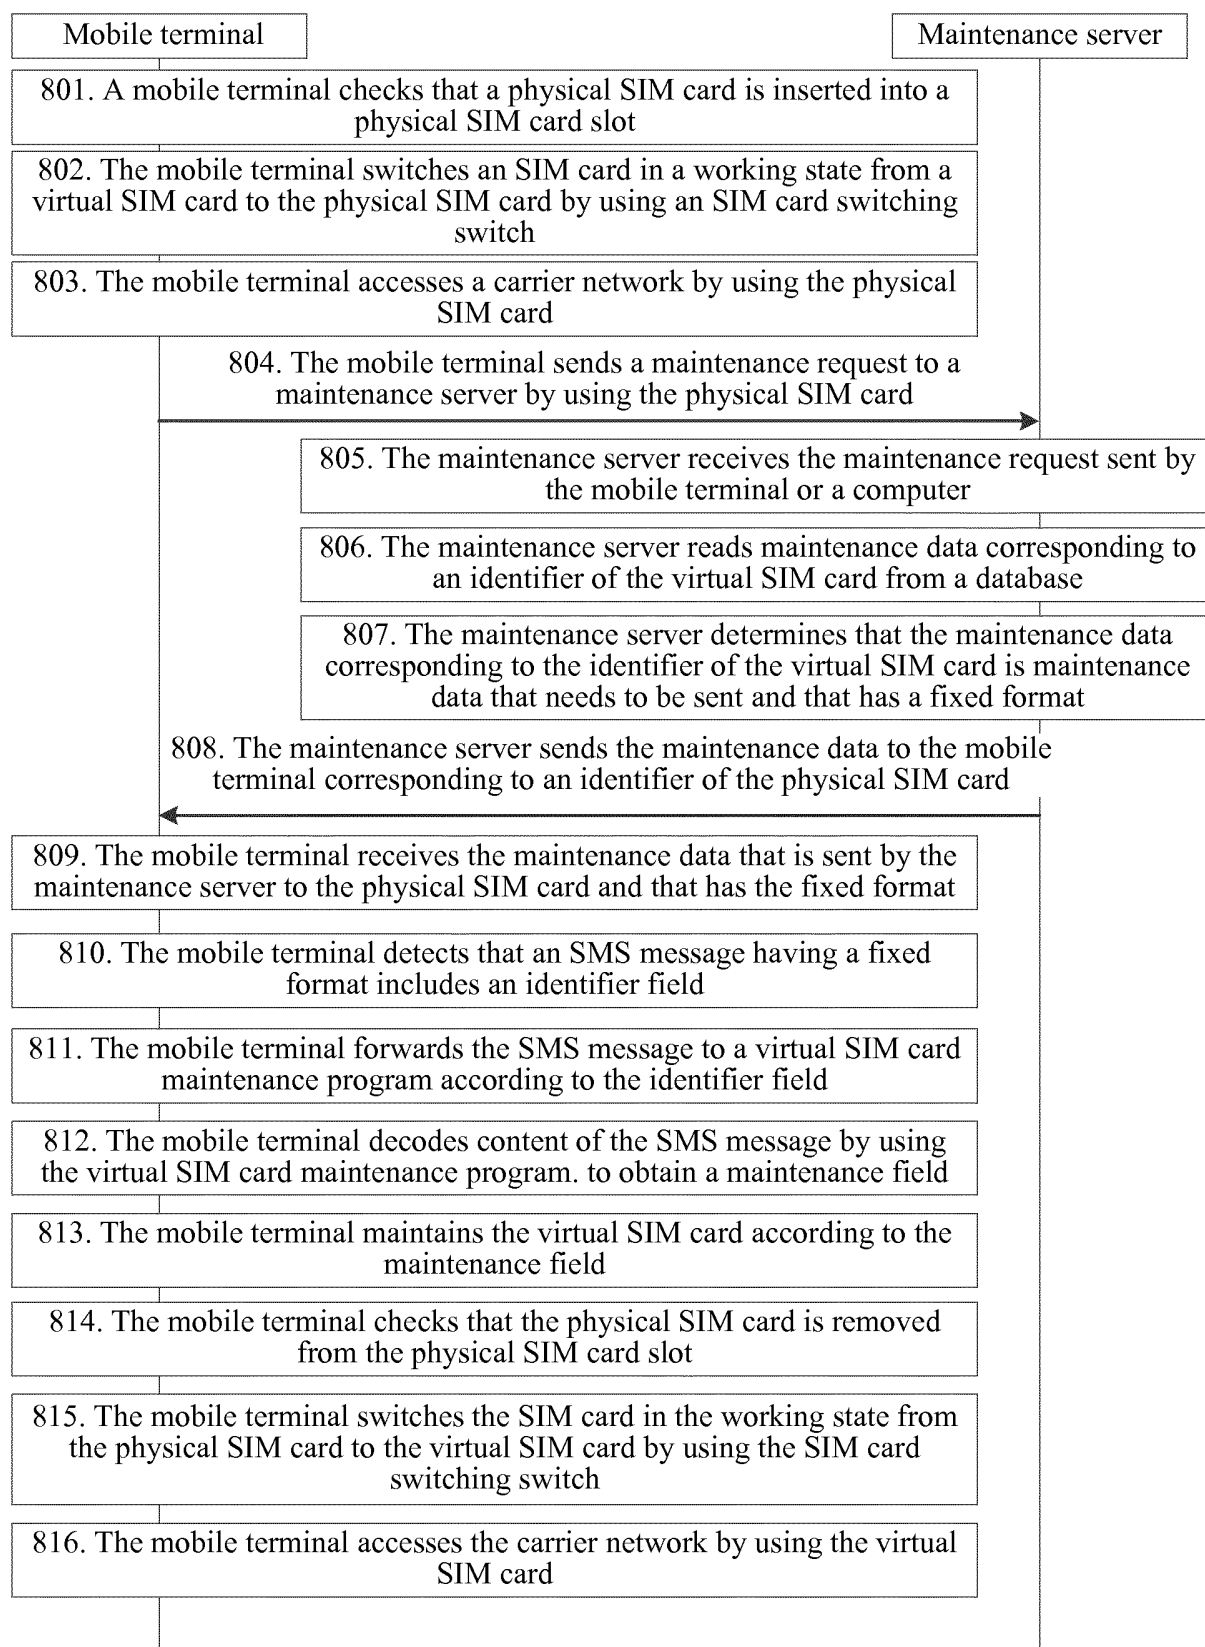 Mobile terminal
Maintenance server
801. A mobile terminal checks that a physical SIM card is inserted into a
physical SIM card slot
802. The mobile terminal switches an SIM card in a working state from a
virtual SIM card to the physical SIM card by using an SIM card switching
switch
803. The mobile terminal accesses a carrier network by using the physical
SIM card
804. The mobile terminal sends a maintenance request to a
maintenance server by using the physical SIM card
805. The maintenance server receives the maintenance request sent by
the mobile terminal or a computer
806. The maintenance server reads maintenance data corresponding to
an identifier of the virtual SIM card from a database
807. The maintenance server determines that the maintenance data
corresponding to the identifier of the virtual SIM card is maintenance
data that needs to be sent and that has a fixed format
808. The maintenance server sends the maintenance data to the mobile
terminal corresponding to an identifier of the physical SIM card
809. The mobile terminal receives the maintenance data that is sent by the
maintenance server to the physical SIM card and that has the fixed format
810. The mobile terminal detects that an SMS message having a fixed
format includes an identifier field
811. The mobile terminal forwards the SMS message to a virtual SIM card
maintenance program according to the identifier field
812. The mobile terminal decodes content of the SMS message by using
the virtual SIM card maintenance program. to obtain a maintenance field
813. The mobile terminal maintains the virtual SIM card according to the
maintenance field
814. The mobile terminal checks that the physical SIM card is removed
from the physical SIM card slot
815. The mobile terminal switches the SIM card in the working state from
the physical SIM card to the virtual SIM card by using the SIM card
switching switch
816. The mobile terminal accesses the carrier network by using the virtual
SIM card